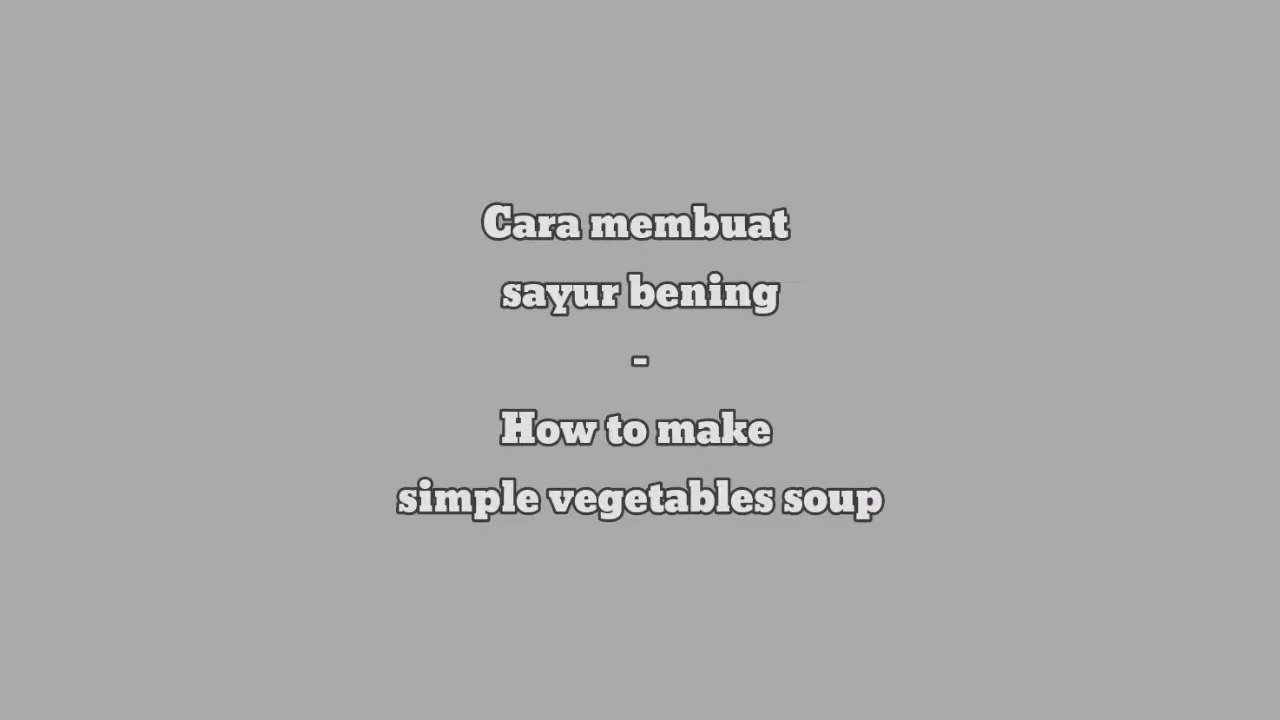 Cara membuat
sayur bening
-
How to make
simple vegetables soup